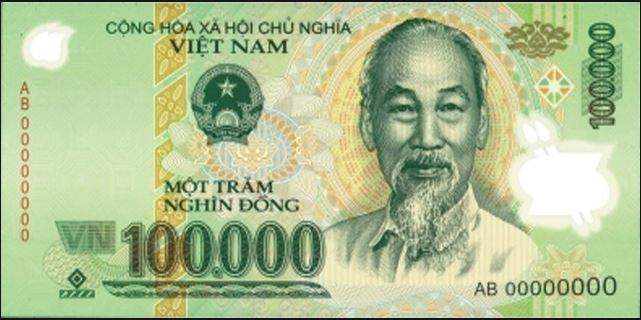 CỘNG HÒA XÃ HỘI CHỦ NGHĨA
VIỆT NAM
AB 00000000
100.000
MỘT TRĂM
NGHÌN ĐỒNG
VN 100.000
AB 00000000